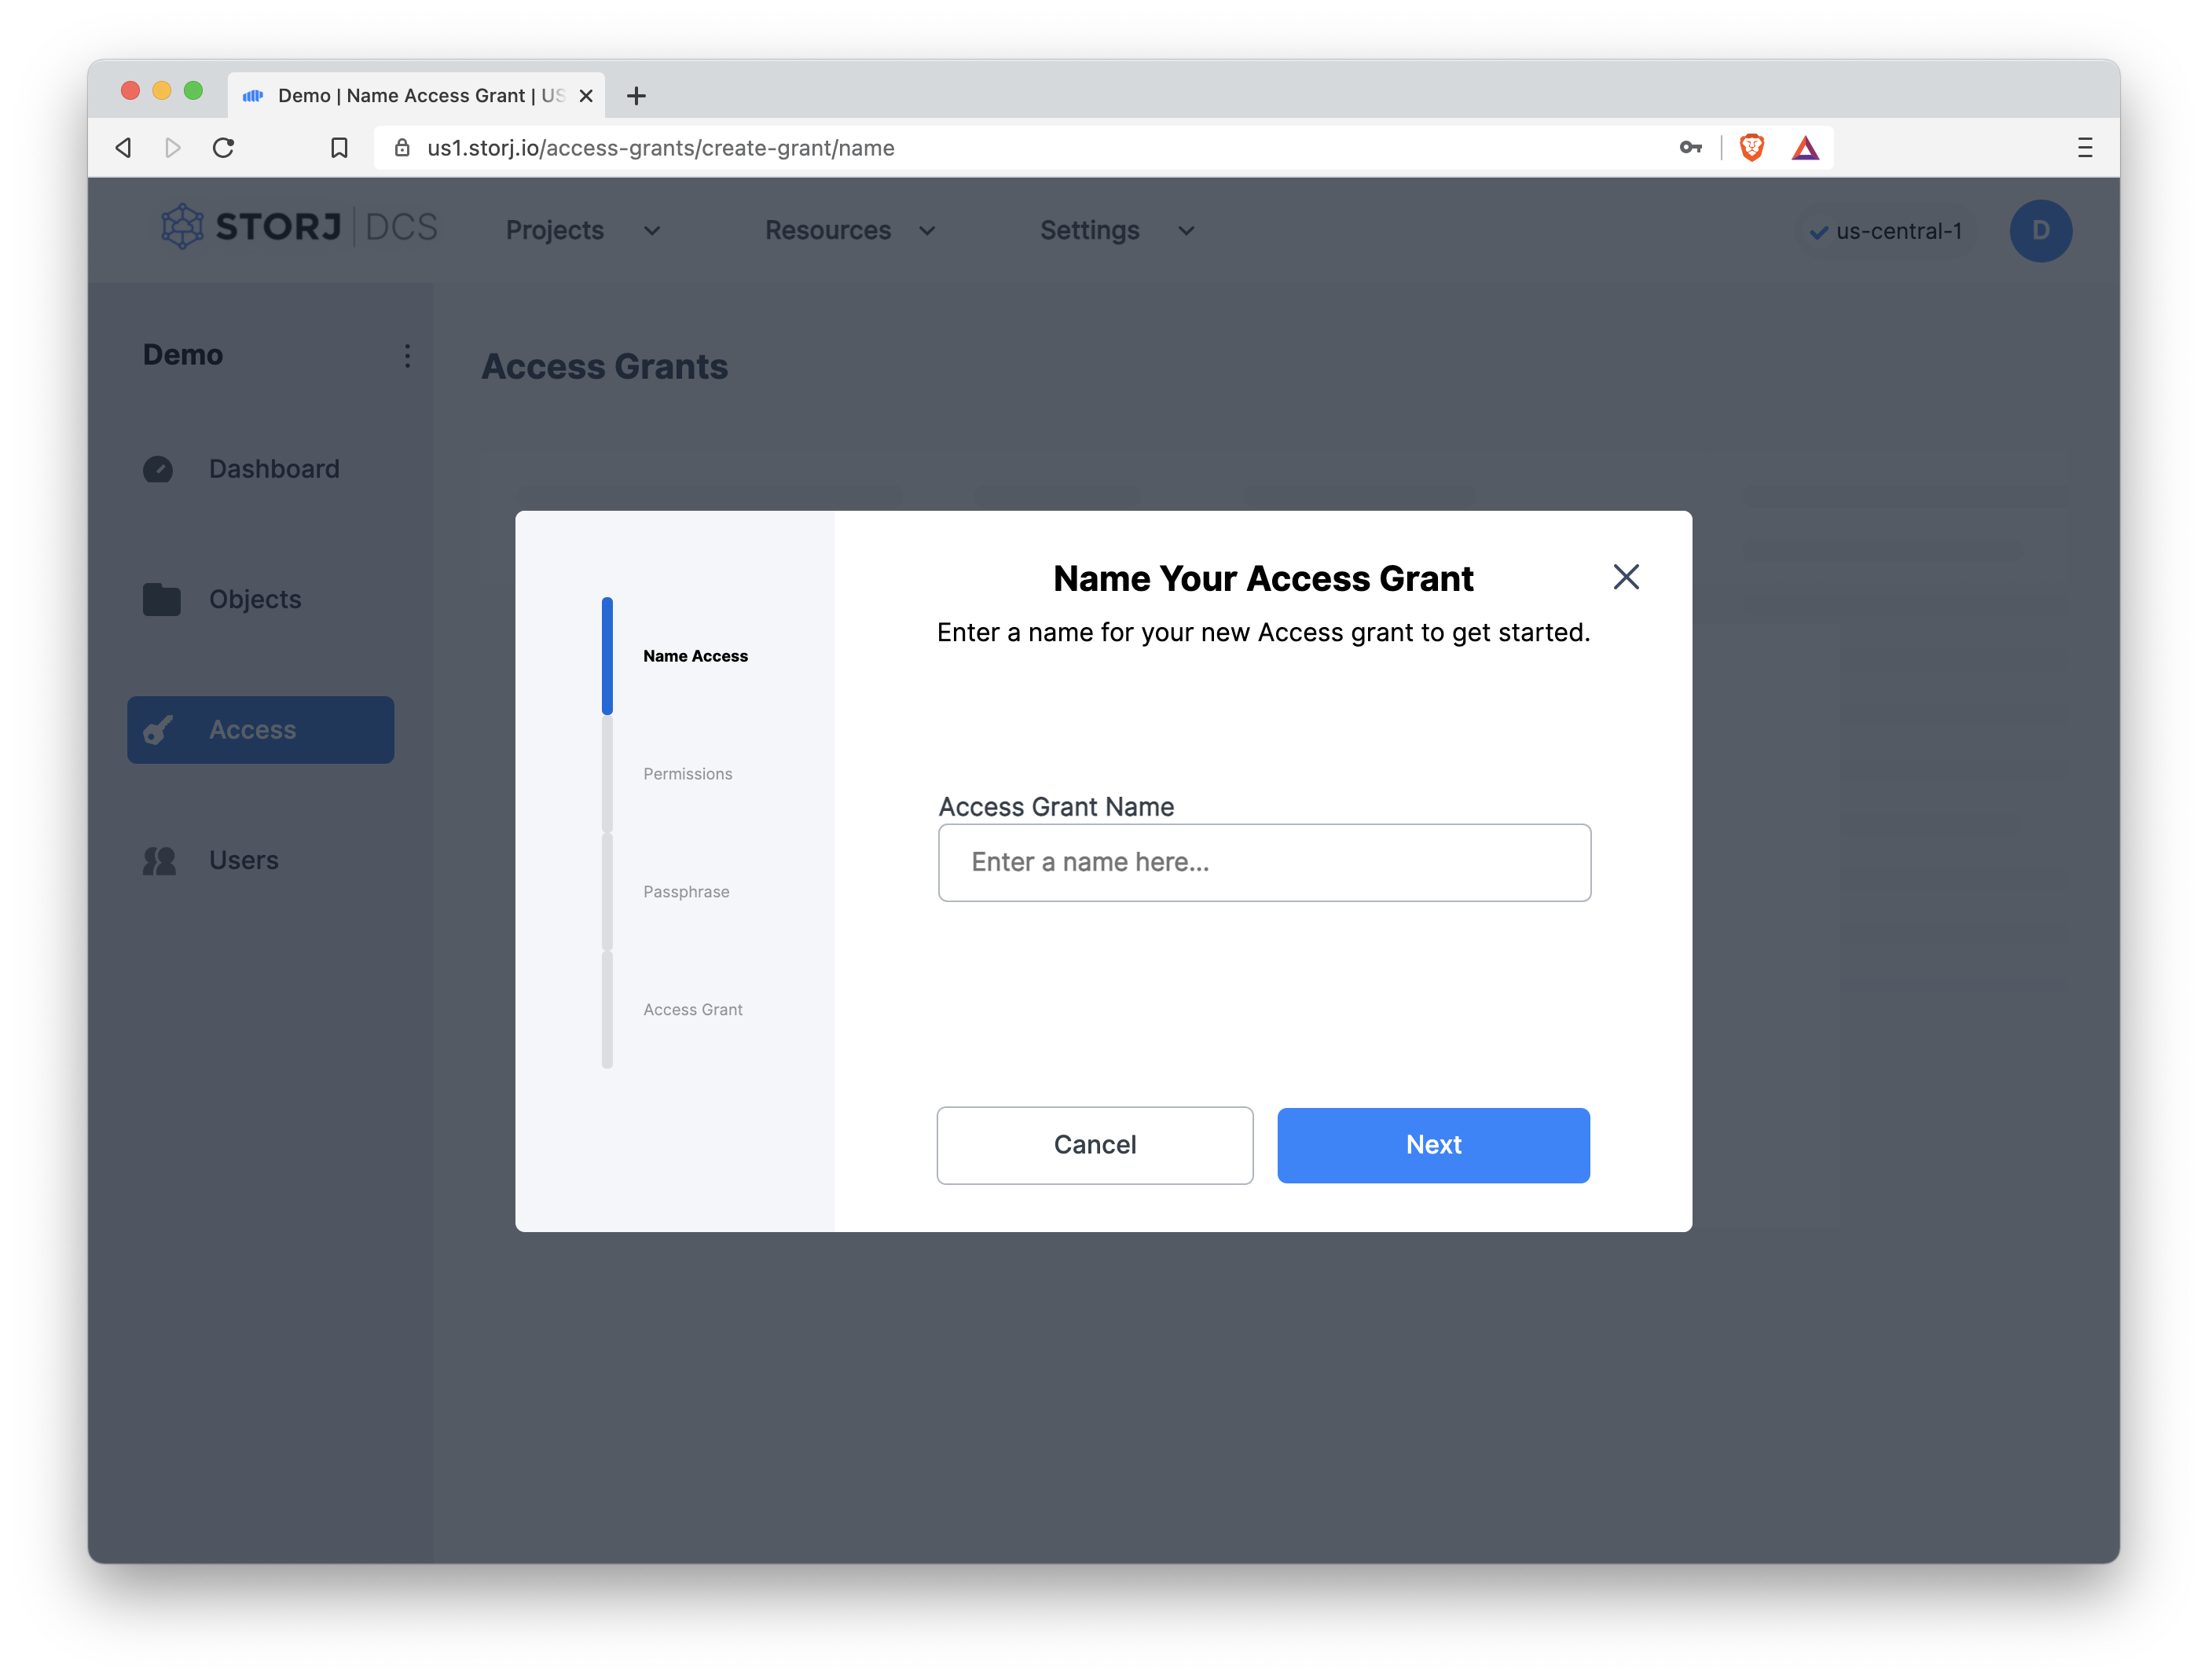 Demo | Name Access Grant | US
us1.storj.io/access-grants/create-grant/name
STORJ DCS
Projects
Resources
Settings
us-central-1
D
Demo
Access Grants
Dashboard
Objects
Access
Users
Name Access
Permissions
Passphrase
Access Grant
Name Your Access Grant
Enter a name for your new Access grant to get started.
Access Grant Name
Enter a name here...
Cancel
Next